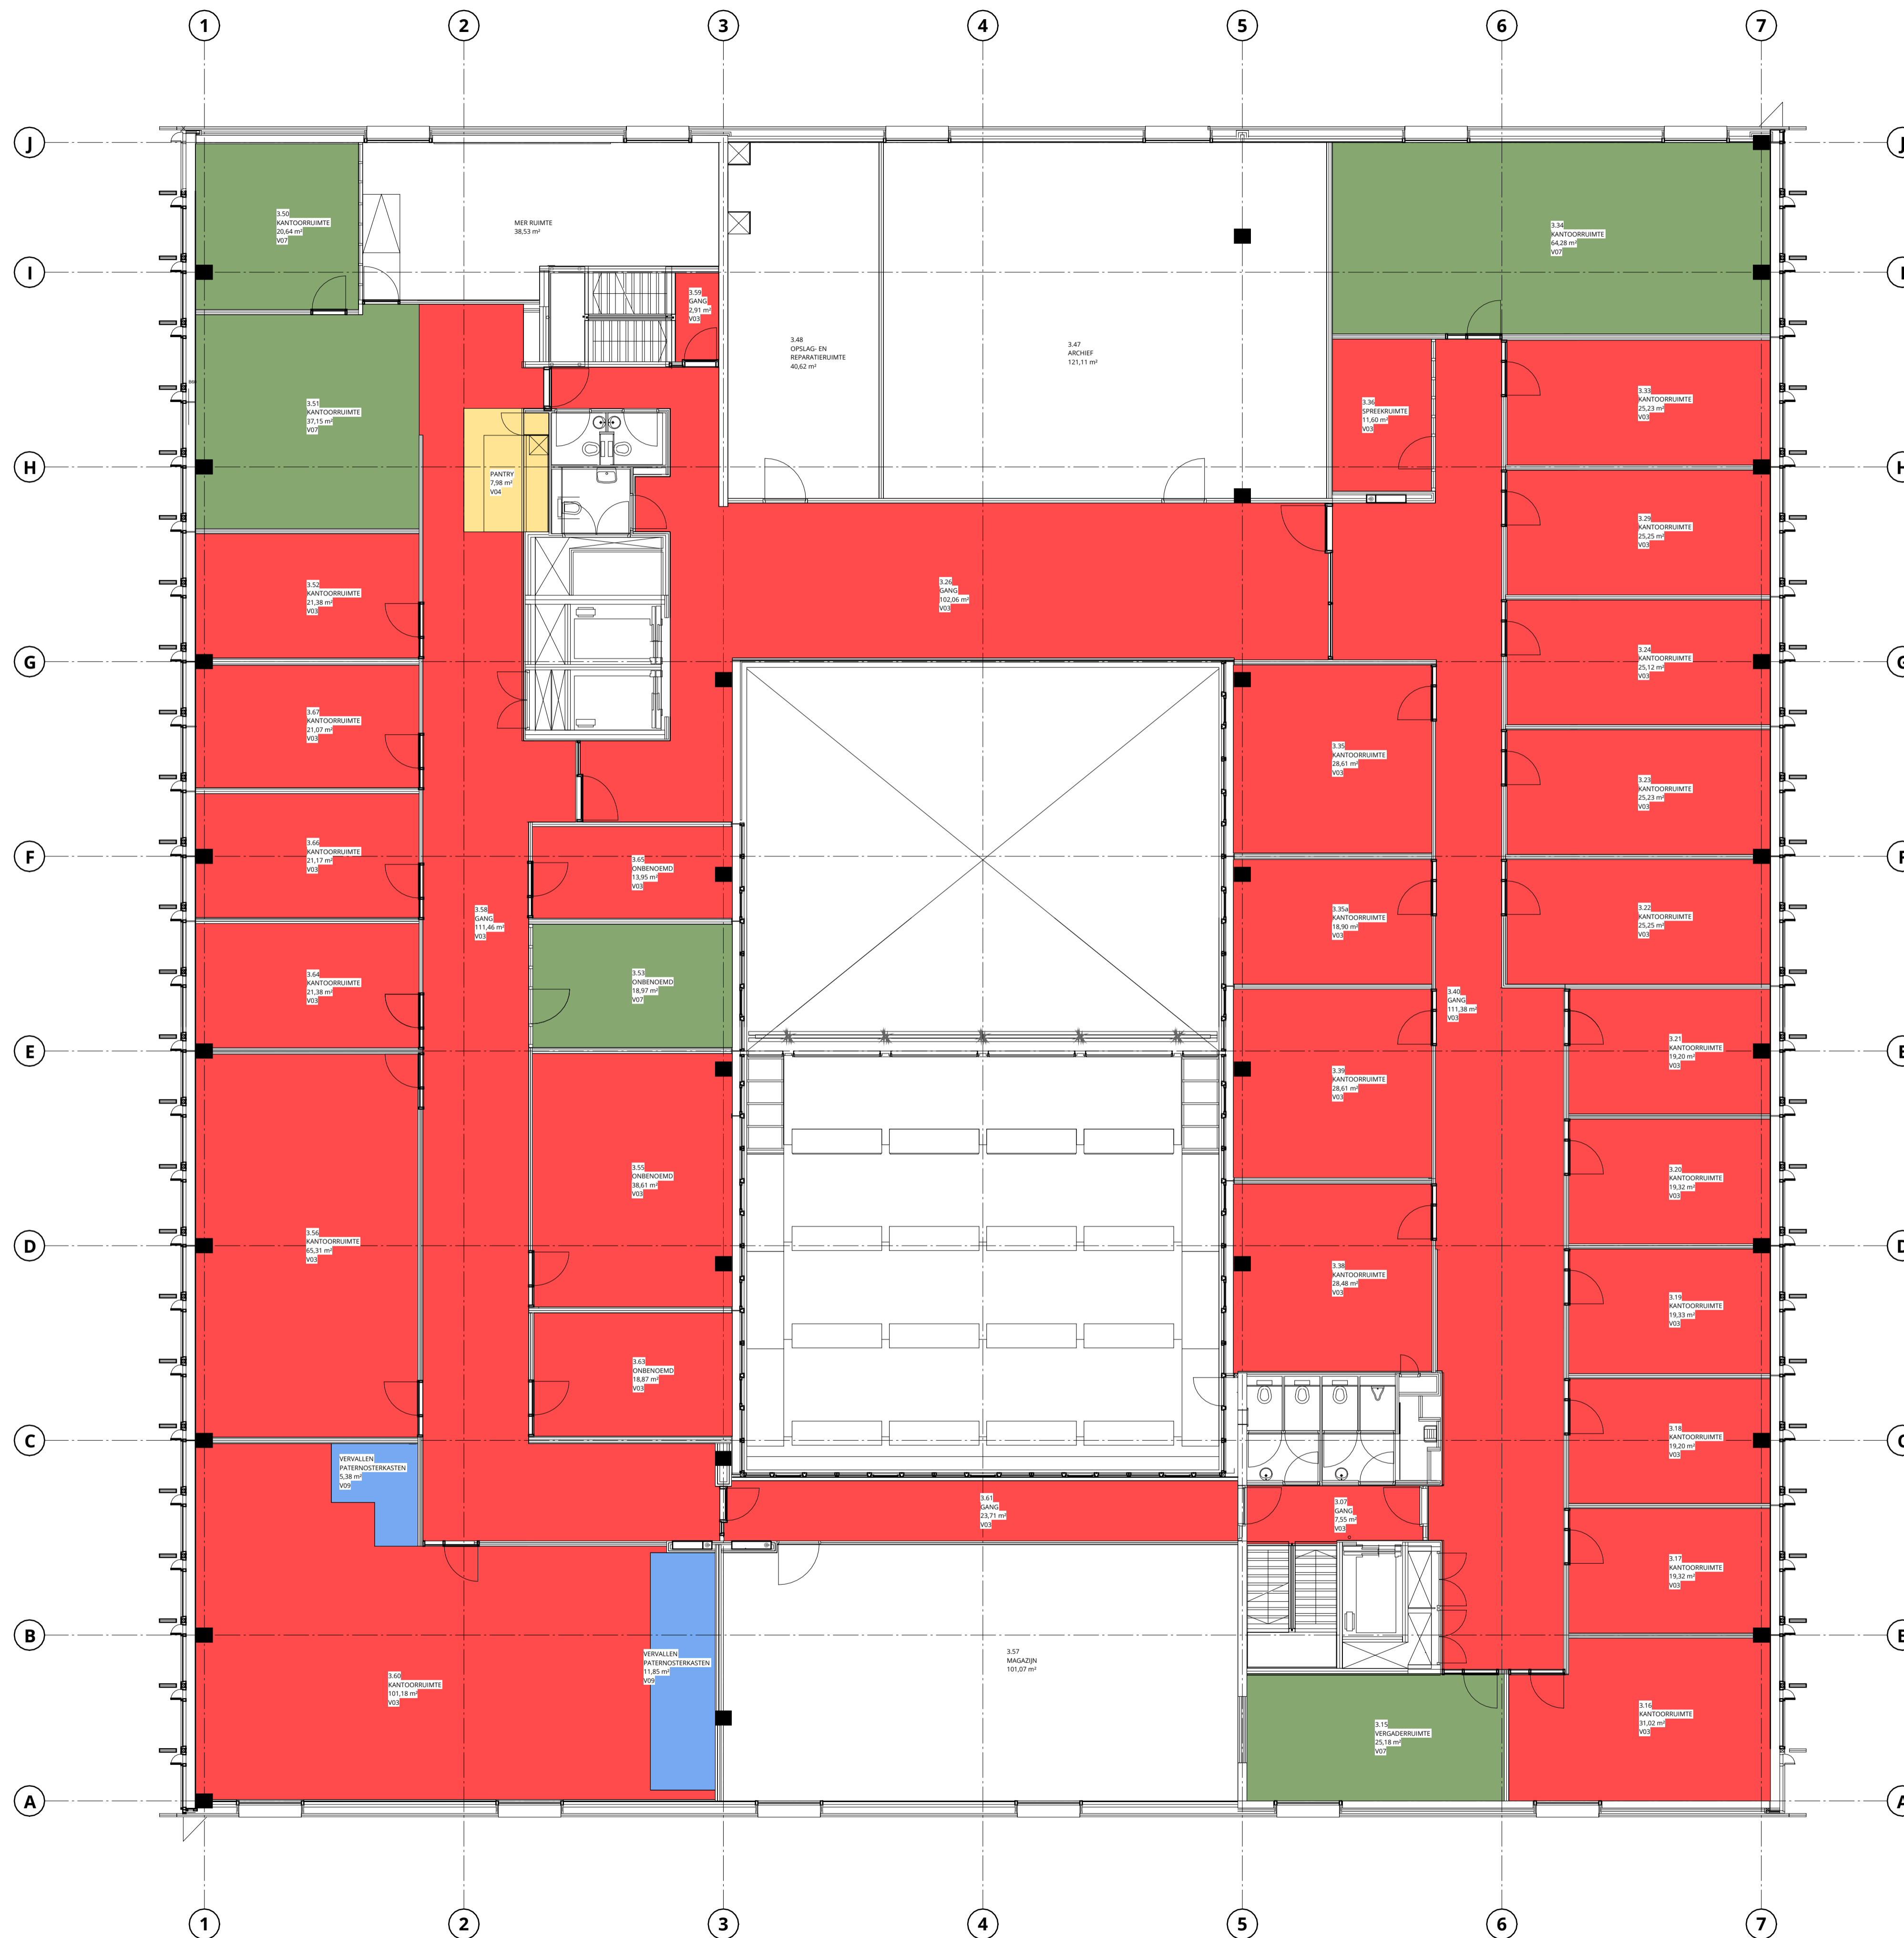 1 2 3 4 5 6 7
J
J
3.50
KANTOORRUIMTE
20,64 m²
V07
MER RUIMTE
38,53 m²
3.34
KANTOORRUIMTE
64,28 m²
V07
I
I
3.59
GANG
2,91 m²
V03
3.48
OPSLAG- EN
REPARATIERUIMTE
40,62 m²
3.47
ARCHIEF
121,11 m²
3.51
KANTOORRUIMTE
37,15 m²
V07
3.36
SPREEKRUIMTE
11,60 m²
V03
3.33
KANTOORRUIMTE
25,23 m²
V03
H
H
PANTRY
7,98 m²
V04
3.29
KANTOORRUIMTE
25,25 m²
V03
3.52
KANTOORRUIMTE
21,38 m²
V03
3.26
GANG
102,06 m²
V03
3.24
KANTOORRUIMTE
25,12 m²
V03
G
G
3.67
KANTOORRUIMTE
21,07 m²
V03
3.35
KANTOORRUIMTE
28,61 m²
V03
3.23
KANTOORRUIMTE
25,23 m²
V03
F
F
3.66
KANTOORRUIMTE
21,17 m²
V03
3.65
ONBENOEMD
13,95 m²
V03
3.58
GANG
111,46 m²
V03
3.35a
KANTOORRUIMTE
18,90 m²
V03
3.22
KANTOORRUIMTE
25,25 m²
V03
3.64
KANTOORRUIMTE
21,38 m²
V03
3.53
ONBENOEMD
18,97 m²
V07
3.40
GANG
111,38 m²
V03
3.21
KANTOORRUIMTE
19,20 m²
V03
E
E
3.39
KANTOORRUIMTE
28,61 m²
V03
3.55
ONBENOEMD
38,61 m²
V03
3.20
KANTOORRUIMTE
19,32 m²
V03
D
D
3.56
KANTOORRUIMTE
65,31 m²
V03
3.38
KANTOORRUIMTE
28,48 m²
V03
3.19
KANTOORRUIMTE
19,33 m²
V03
3.63
ONBENOEMD
18,87 m²
V03
C
C
3.18
KANTOORRUIMTE
19,20 m²
V03
VERVALLEN
PATERNOSTERKASTEN
5,38 m²
V09
3.61
GANG
23,71 m²
V03
3.07
GANG
7,55 m²
V03
3.17
KANTOORRUIMTE
19,32 m²
V03
B
B
3.60
KANTOORRUIMTE
101,18 m²
V03
VERVALLEN
PATERNOSTERKASTEN
11,85 m²
V09
3.57
MAGAZIJN
101,07 m²
3.15
VERGADERRUIMTE
25,18 m²
V07
3.16
KANTOORRUIMTE
31,02 m²
V03
A
A
1 2 3 4 5 6 7